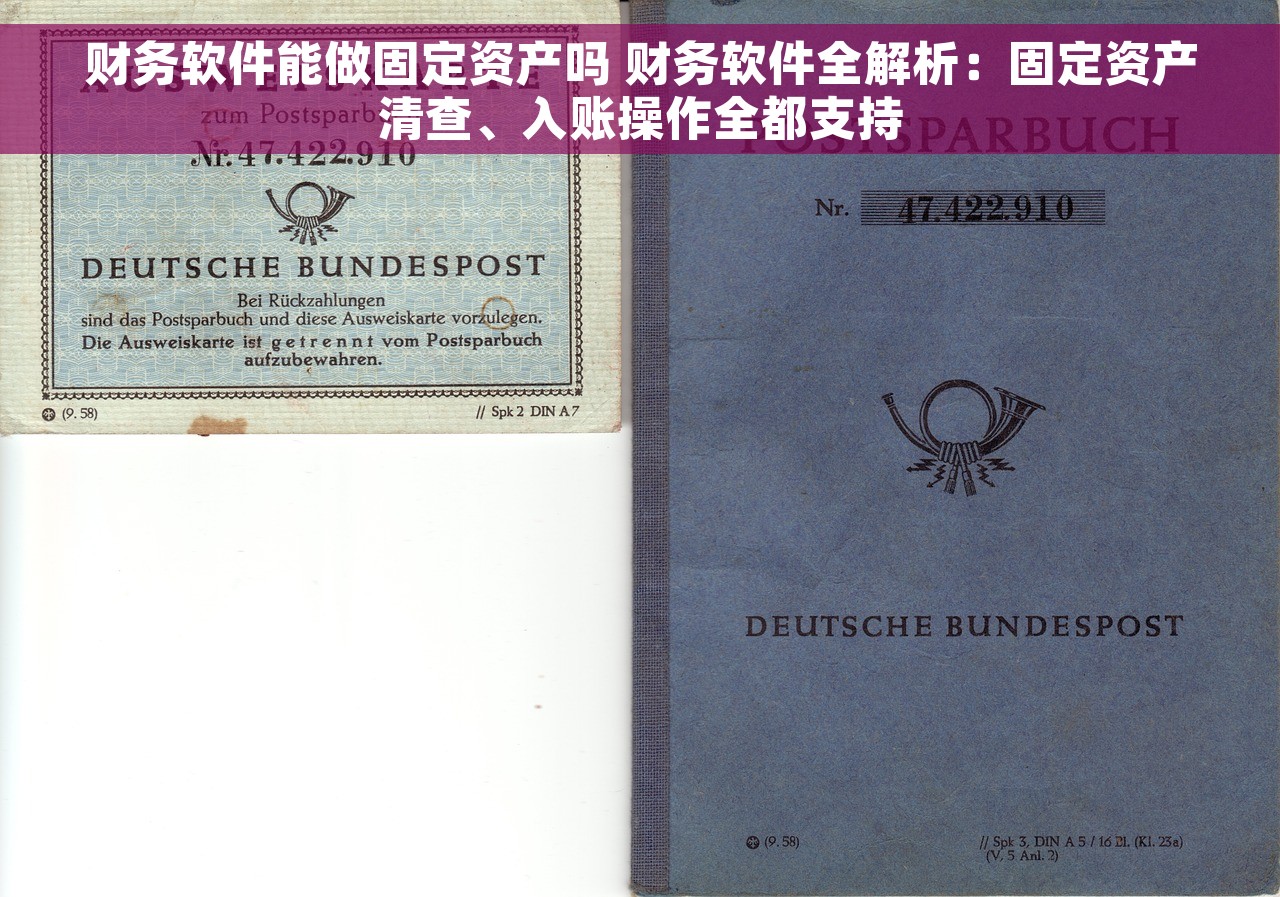 财务软件能做固定资产吗 财务软件全解析：固定资产
清查、入账操作全都支持
AUSWEISKARTE
zum Postsparbuch
Nr. 47.422.910
DEUTSCHE BUNDESPOST
Bei Rückzahlungen
sind das Postsparbuch und diese Ausweiskarte vorzulegen.
Die Ausweiskarte ist getrennt vom Postsparbuch
aufzubewahren.
(9. 58)
// Spk 2 DIN A 7
POSTSPARBUCH
Nr. 47.422.910
DEUTSCHE BUNDESPOST
(9. 58)
// Spk 3, DIN A 5 / 16 Bl. (Kl. 23a)
(V, 5 Anl. 2)